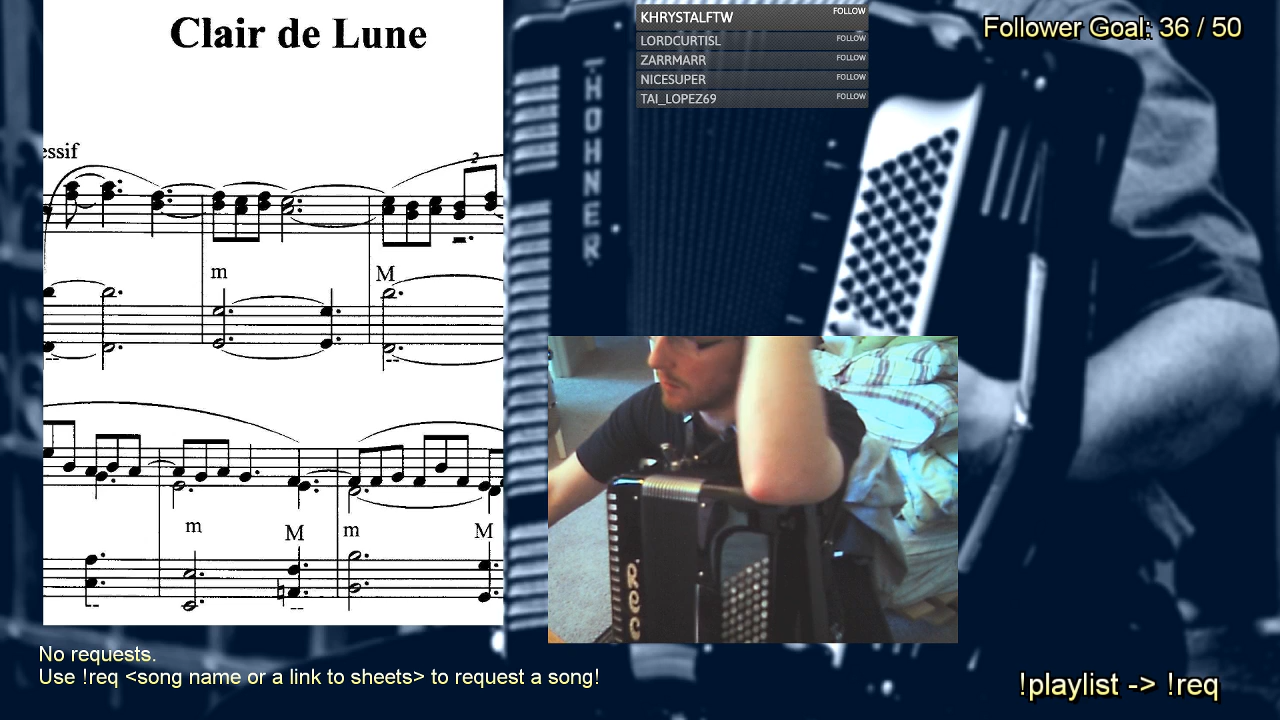 Clair de Lune
essif
2
m
M
m
M
m
M
KHRYSTALFTW FOLLOW
LORDCURTISL FOLLOW
ZARRMARR FOLLOW
NICESUPER FOLLOW
TAI_LOPEZ69 FOLLOW
Follower Goal: 36 / 50
HOHNER
No requests.
Use !req <song name or a link to sheets> to request a song!
!playlist -> !req